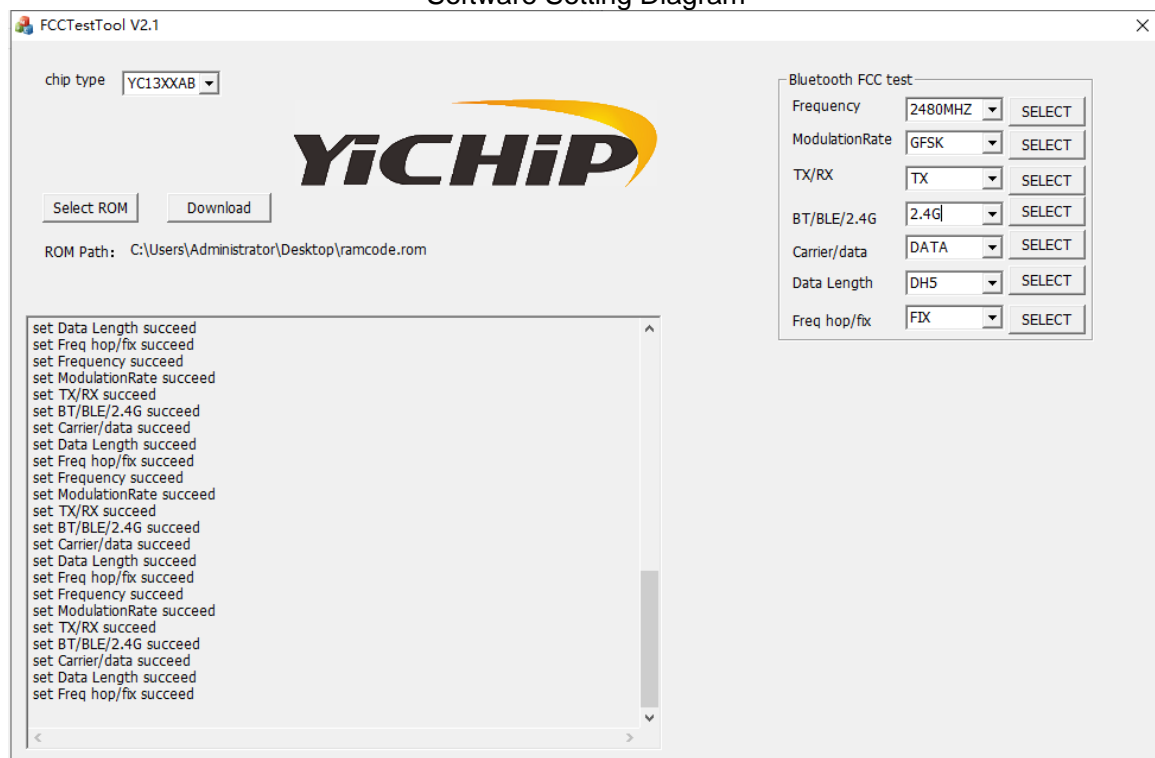 Software Setting Diagram
FCCTestTool V2.1
chip type YC13XXAB
YiCHiP
Select ROM Download
ROM Path: C:\Users\Administrator\Desktop\ramcode.rom
Bluetooth FCC test
Frequency 2480MHZ SELECT
ModulationRate GFSK SELECT
TX/RX TX SELECT
BT/BLE/2.4G 2.4G SELECT
Carrier/data DATA SELECT
Data Length DH5 SELECT
Freq hop/fix FIX SELECT
set Data Length succeed
set Freq hop/fix succeed
set Frequency succeed
set ModulationRate succeed
set TX/RX succeed
set BT/BLE/2.4G succeed
set Carrier/data succeed
set Data Length succeed
set Freq hop/fix succeed
set Frequency succeed
set ModulationRate succeed
set TX/RX succeed
set BT/BLE/2.4G succeed
set Carrier/data succeed
set Data Length succeed
set Freq hop/fix succeed
set Frequency succeed
set ModulationRate succeed
set TX/RX succeed
set BT/BLE/2.4G succeed
set Carrier/data succeed
set Data Length succeed
set Freq hop/fix succeed